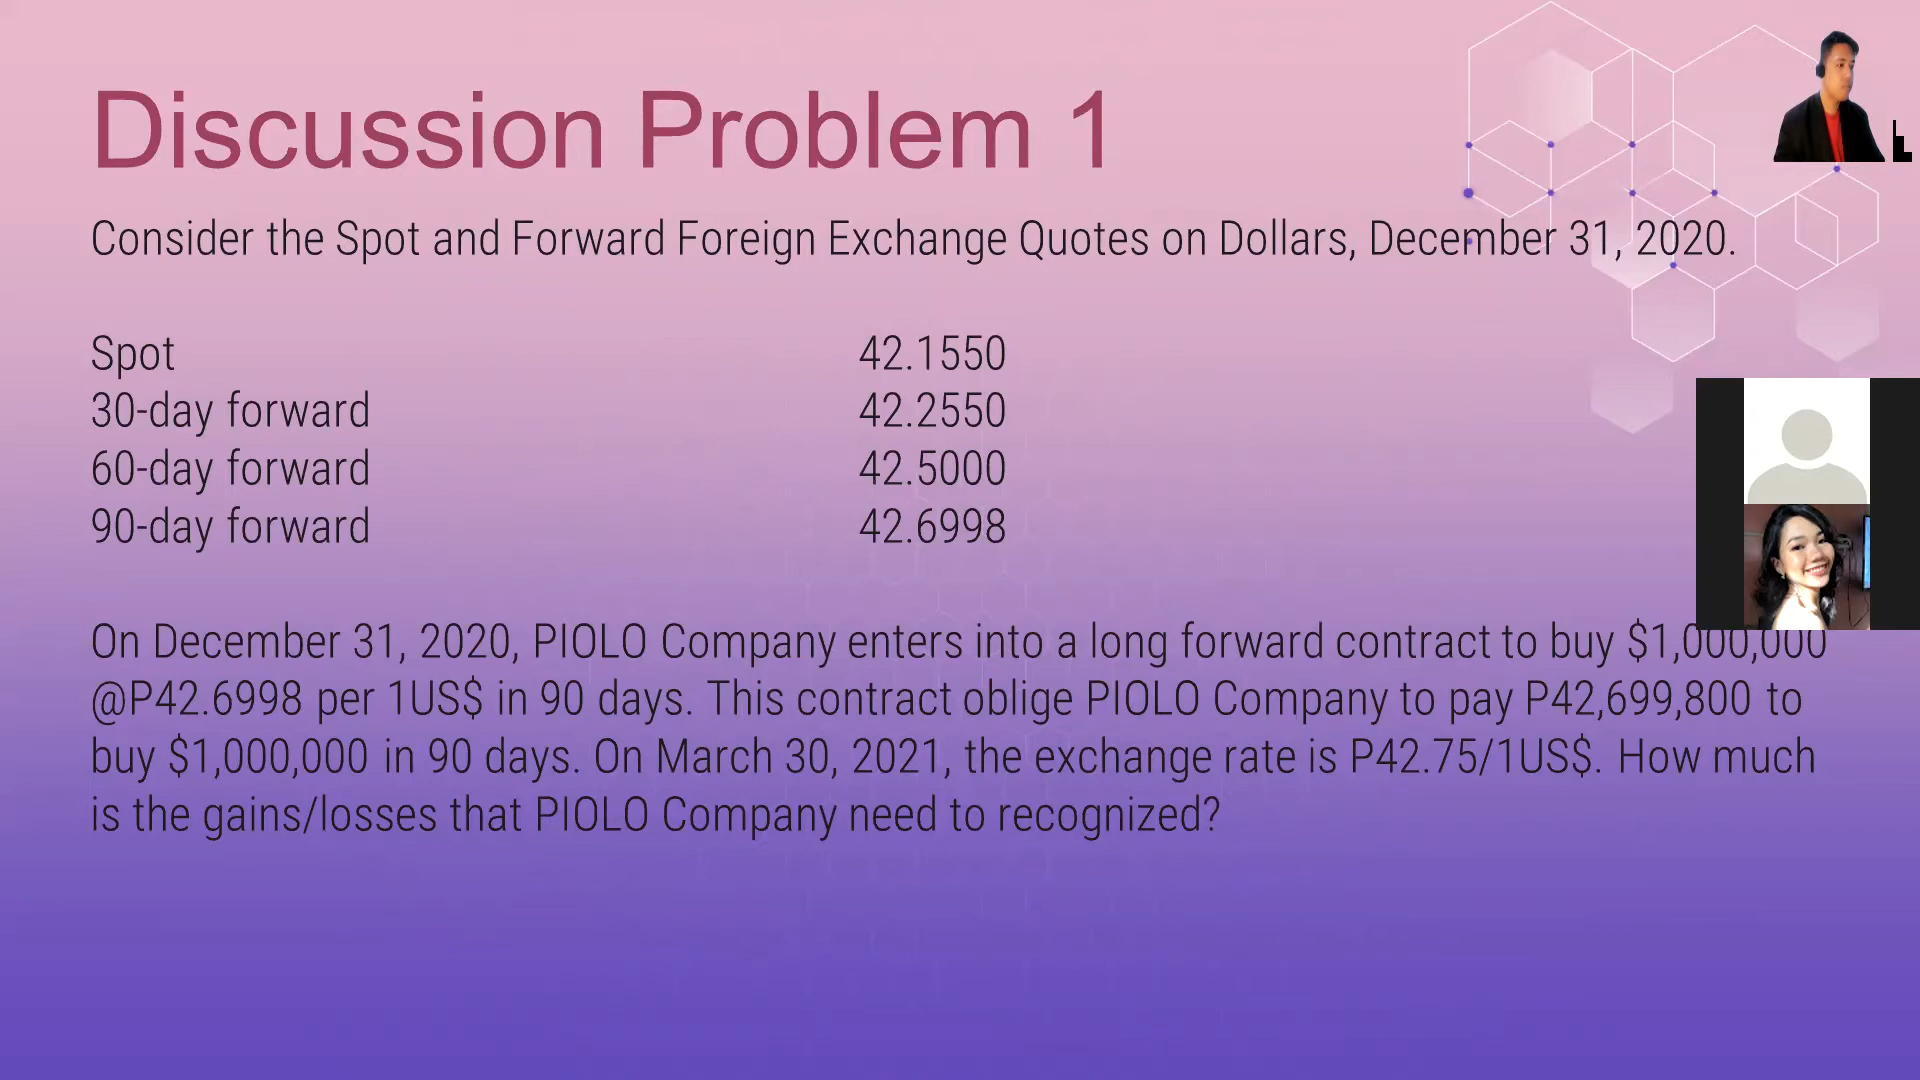 Discussion Problem 1
Consider the Spot and Forward Foreign Exchange Quotes on Dollars, December 31, 2020.
Spot 42.1550
30-day forward 42.2550
60-day forward 42.5000
90-day forward 42.6998
On December 31, 2020, PIOLO Company enters into a long forward contract to buy $1,000,000
@P42.6998 per 1US$ in 90 days. This contract oblige PIOLO Company to pay P42,699,800 to
buy $1,000,000 in 90 days. On March 30, 2021, the exchange rate is P42.75/1US$. How much
is the gains/losses that PIOLO Company need to recognized?